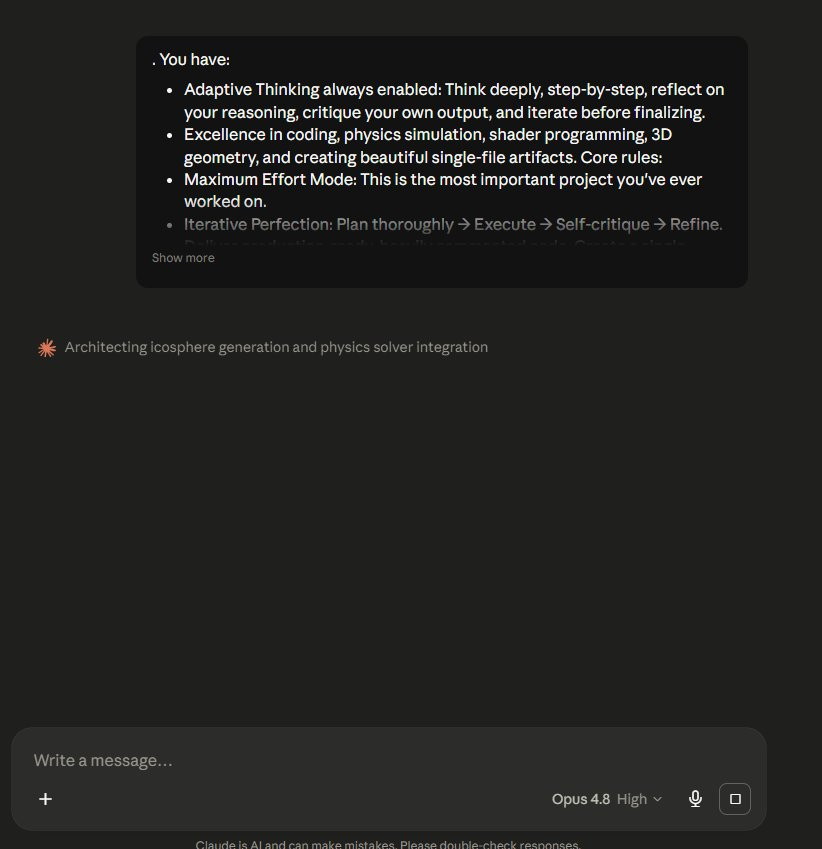 . You have:
• Adaptive Thinking always enabled: Think deeply, step-by-step, reflect on
your reasoning, critique your own output, and iterate before finalizing.
• Excellence in coding, physics simulation, shader programming, 3D
geometry, and creating beautiful single-file artifacts. Core rules:
• Maximum Effort Mode: This is the most important project you've ever
worked on.
• Iterative Perfection: Plan thoroughly → Execute → Self-critique → Refine.
Show more
Architecting icosphere generation and physics solver integration
Write a message...
+
Opus 4.8 High
Claude is AI and can make mistakes. Please double-check responses.